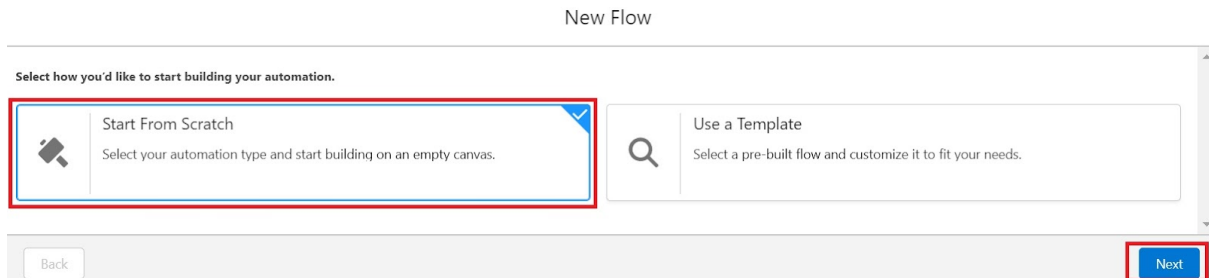 New Flow
Select how you'd like to start building your automation.
Start From Scratch
Select your automation type and start building on an empty canvas.
Use a Template
Select a pre-built flow and customize it to fit your needs.
Back
Next